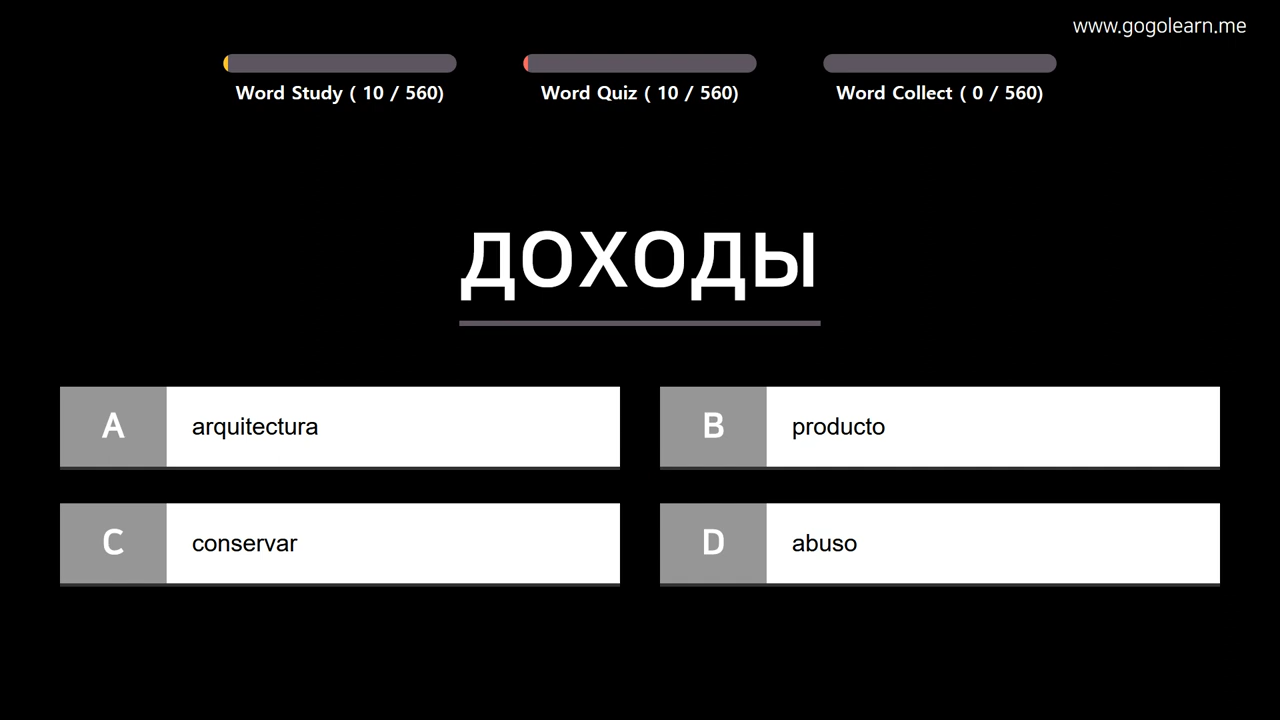 www.gogolearn.me
Word Study ( 10 / 560)
Word Quiz ( 10 / 560)
Word Collect ( 0 / 560)
ДОХОДЫ
A arquitectura
B producto
C conservar
D abuso